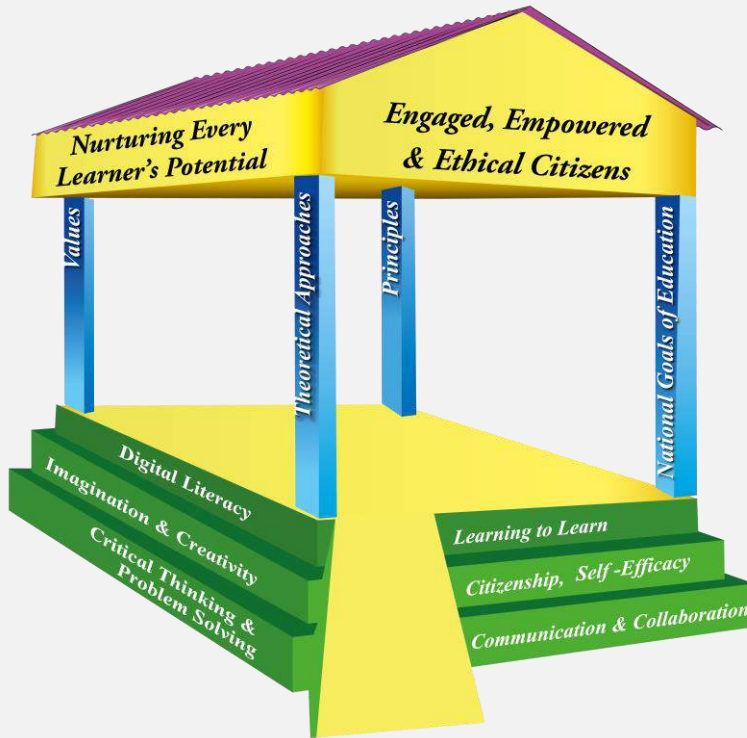 Nurturing Every
Learner's Potential
Engaged, Empowered
& Ethical Citizens
Values
Theoretical Approaches
Principles
National Goals of Education
Digital Literacy
Imagination & Creativity
Critical Thinking &
Problem Solving
Learning to Learn
Citizenship, Self -Efficacy
Communication & Collaboration